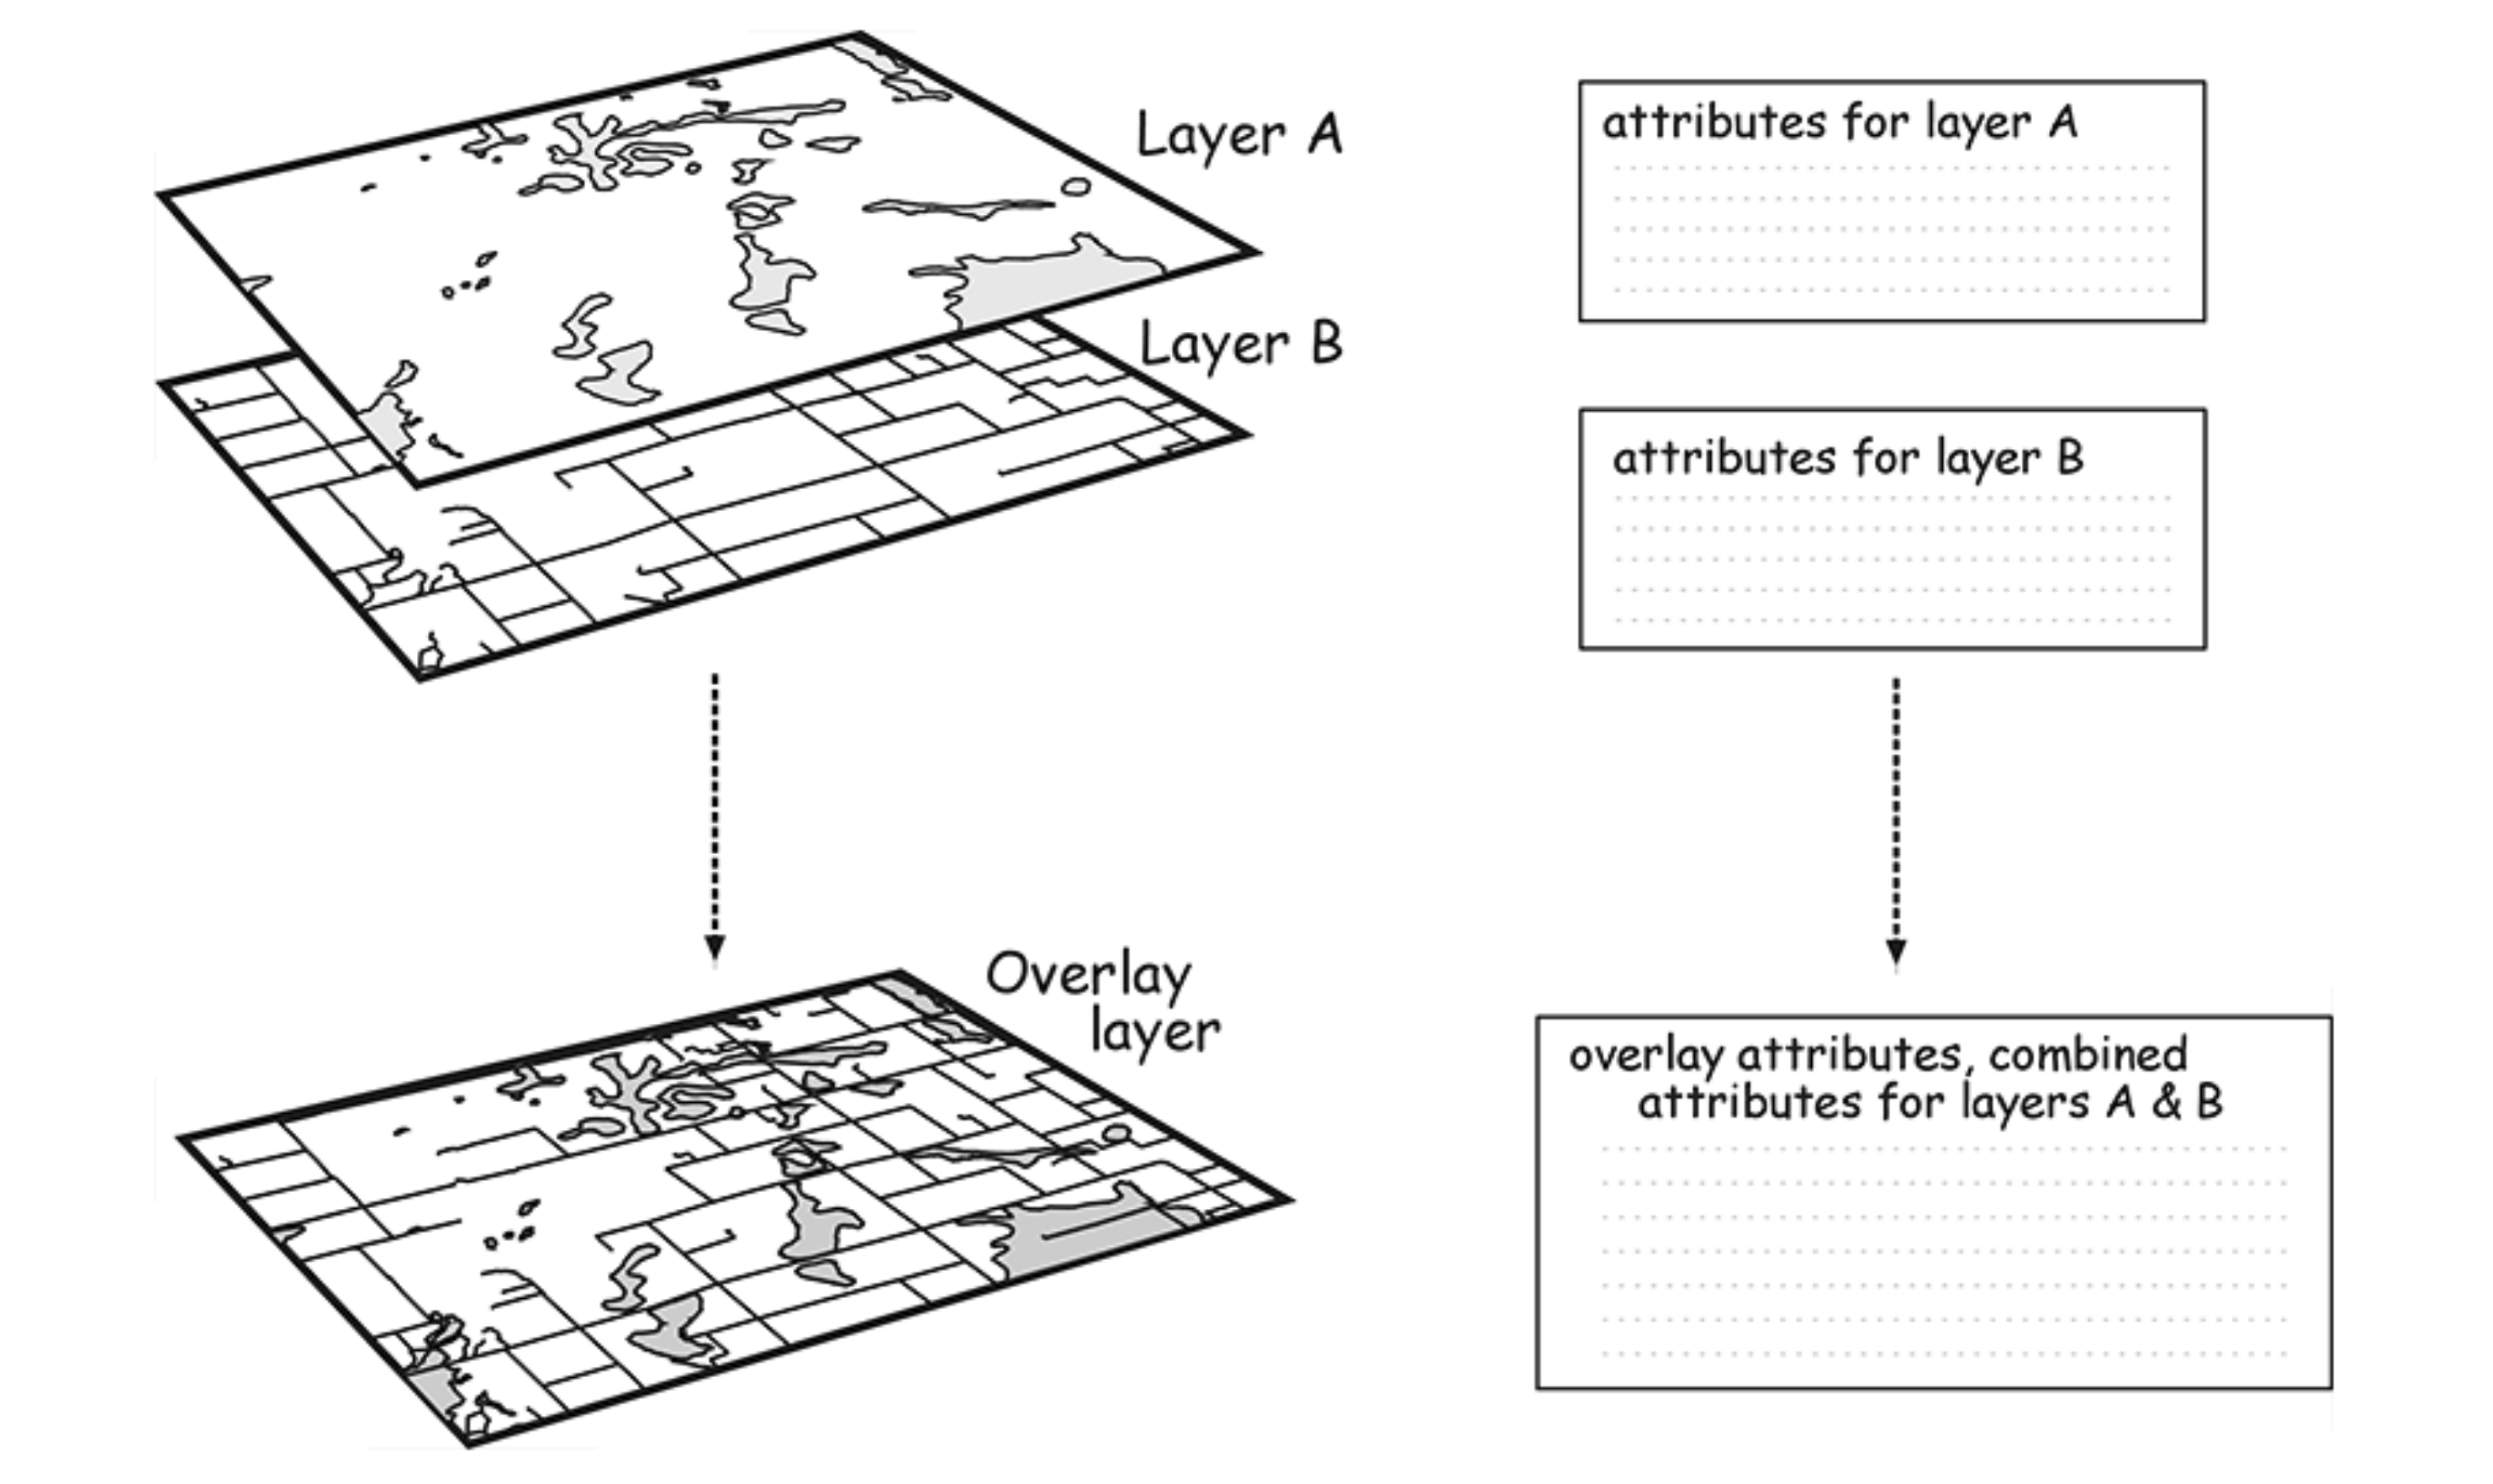 Layer A
attributes for layer A
Layer B
attributes for layer B
Overlay
layer
overlay attributes, combined
attributes for layers A & B